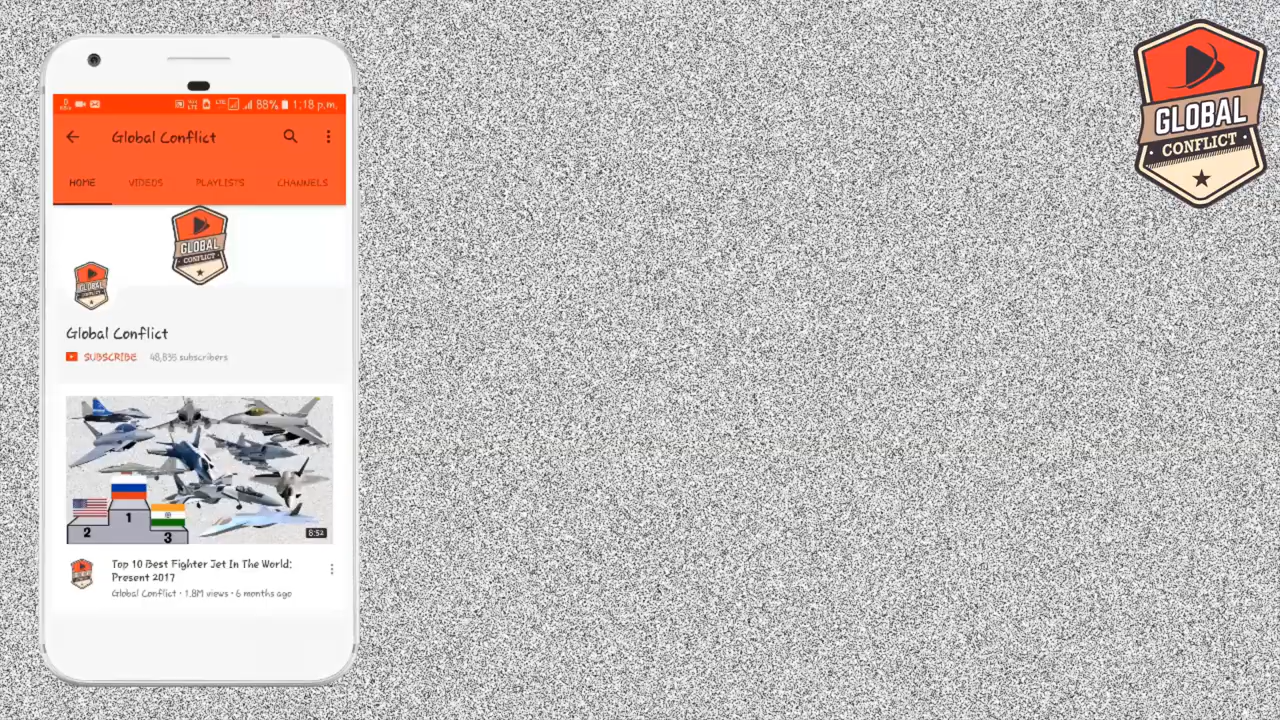 88% 1.18 p.m.
Global Conflict
HOME VIDEOS PLAYLISTS CHANNELS
GLOBAL
CONFLICT
GLOBAL
Global Conflict
SUBSCRIBE 48,835 subscribers
1
2
3
8:52
Top 10 Best Fighter Jet In The World:
Present 2017
Global Conflict • 1.8M views • 6 months ago
GLOBAL
• CONFLICT •